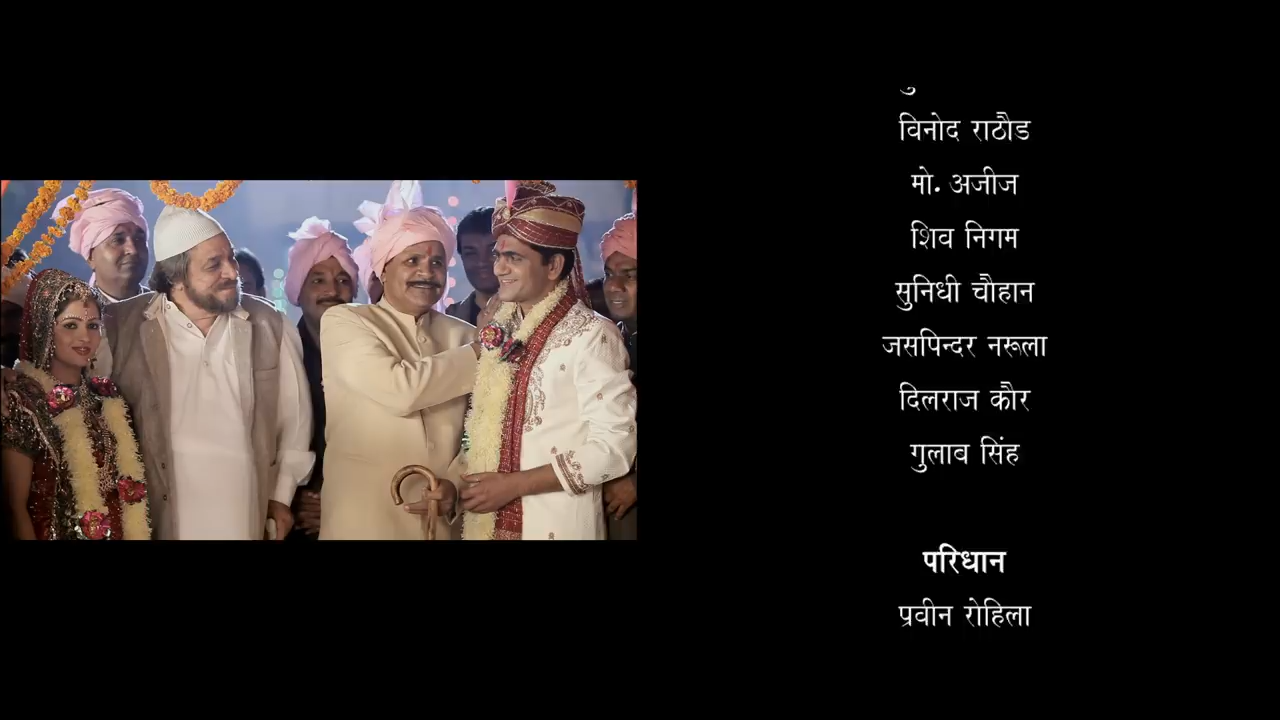 विनोद राठौड
मो. अजीज
शिव निगम
सुनिधी चौहान
जसपिन्दर नरूला
दिलराज कौर
गुलाब सिंह
परिधान
प्रवीन रोहिला